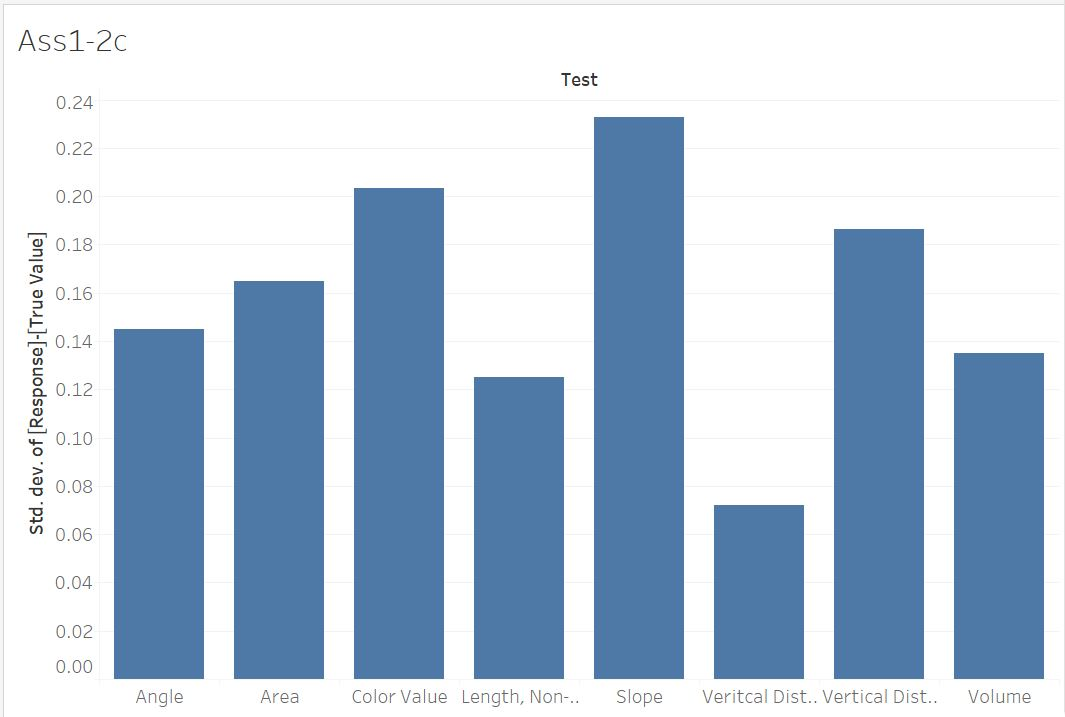 Ass1-2c
Test
0.24
0.22
0.20
0.18
0.16
0.14
0.12
0.10
0.08
0.06
0.04
0.02
0.00
Std. dev. of [Response]-[True Value]
Angle
Area
Color Value
Length, Non-..
Slope
Veritcal Dist..
Vertical Dist..
Volume